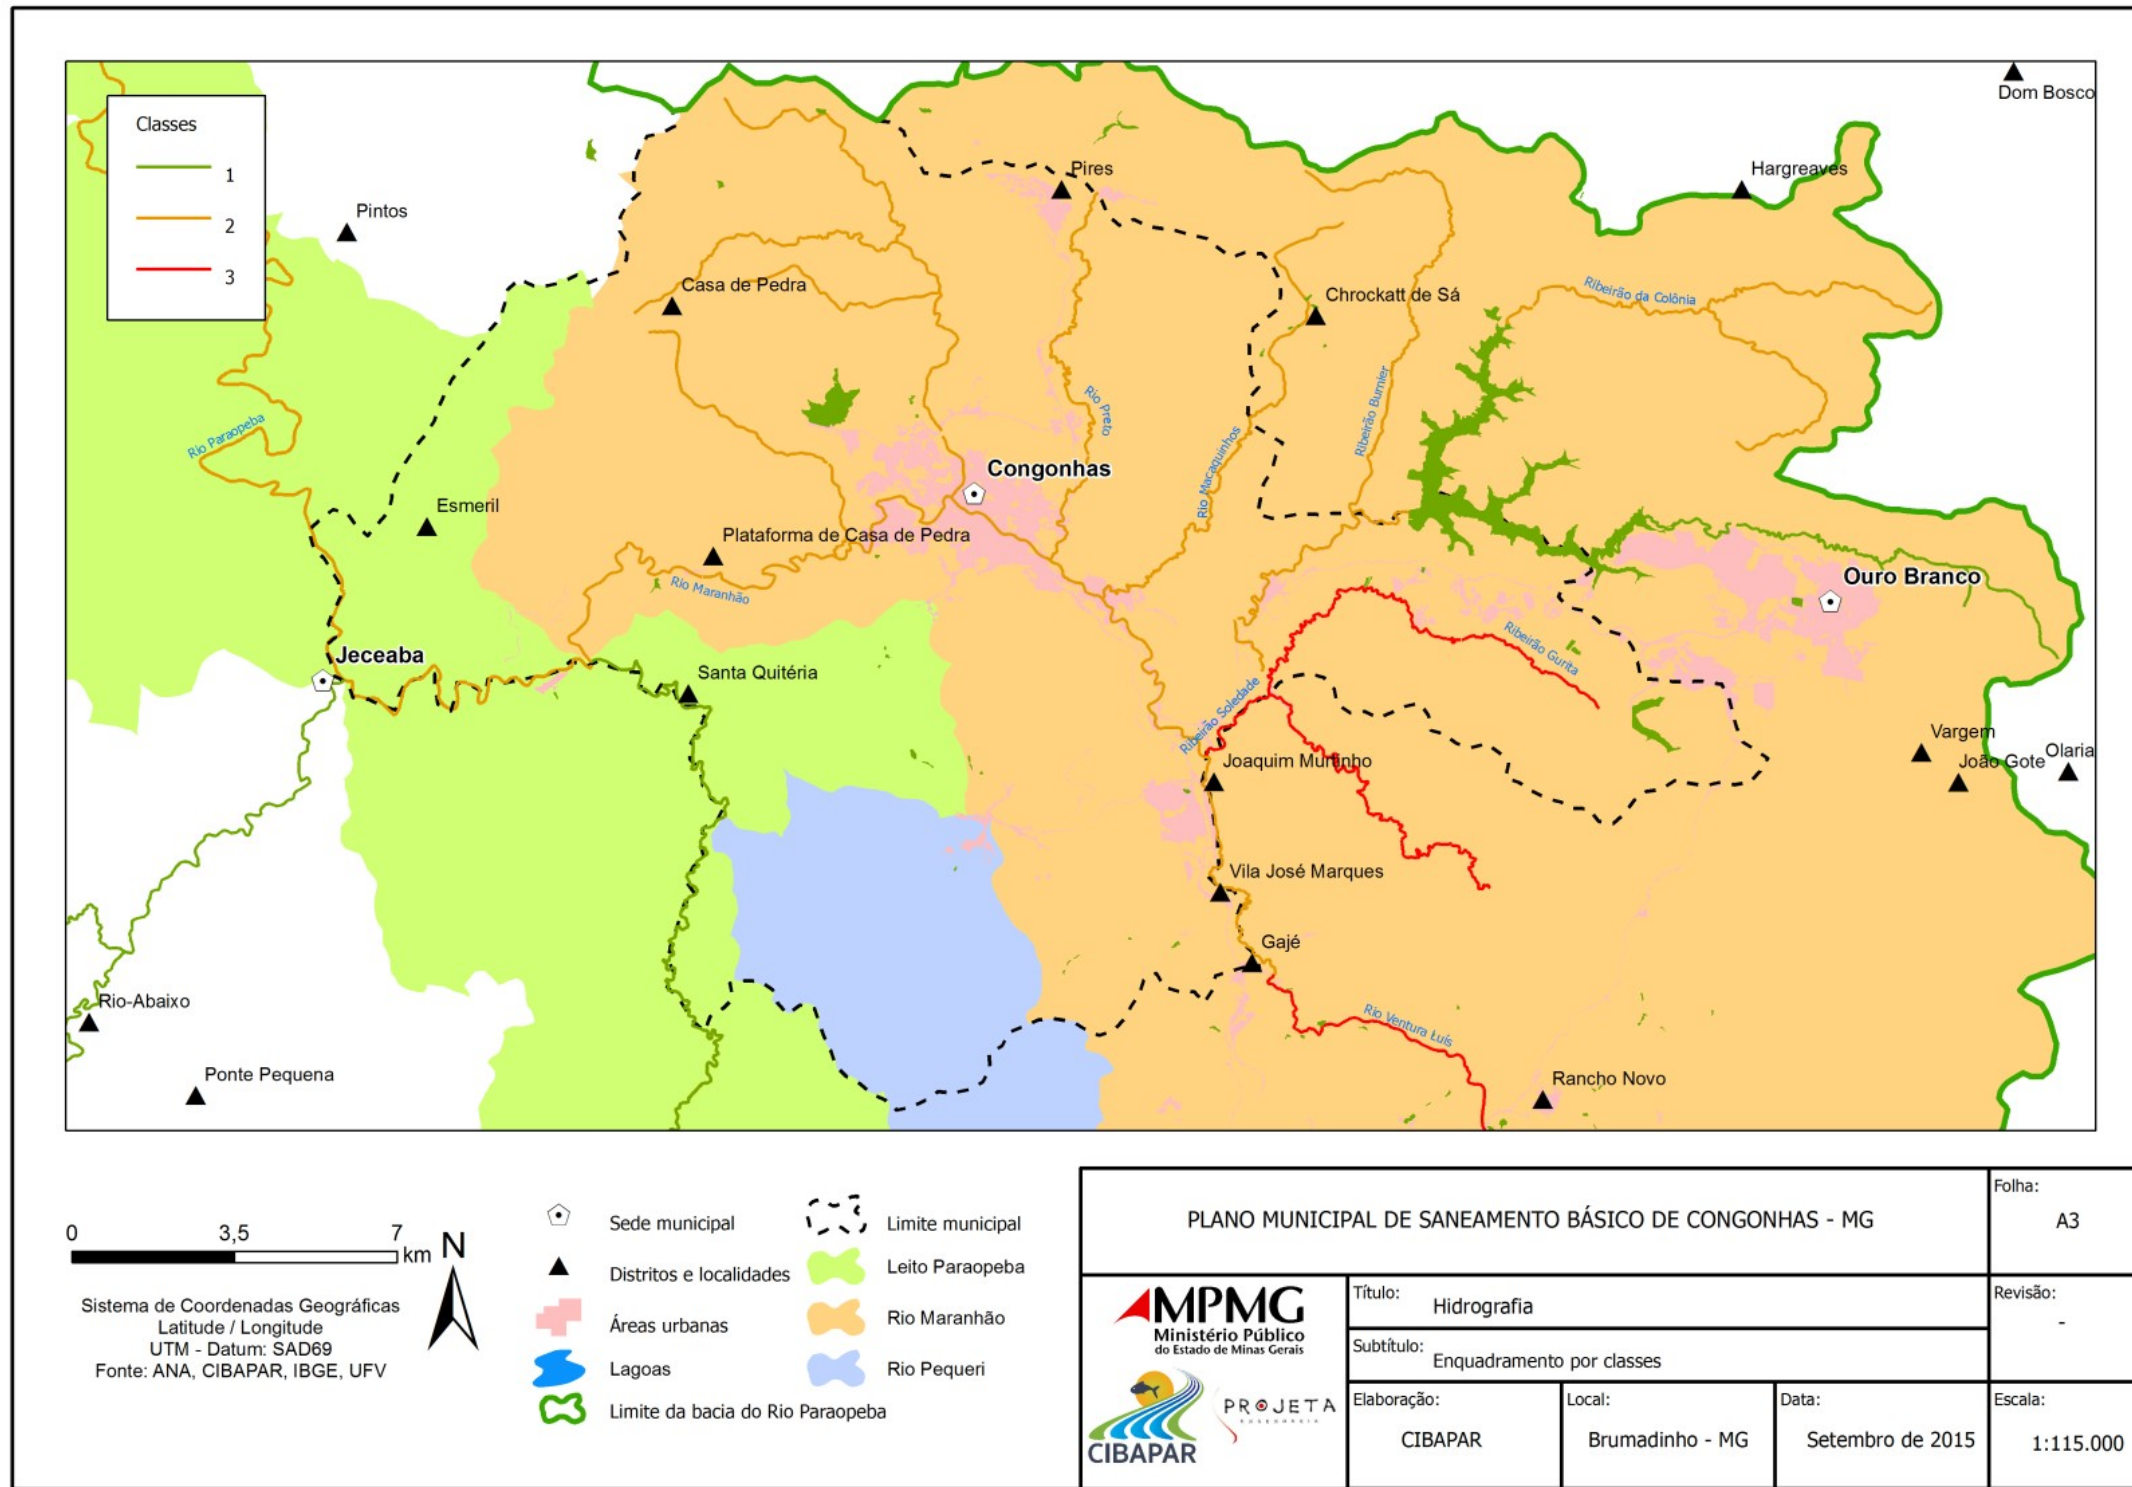 Dom Bosco
Classes
1
2
3
Pires
Hargreaves
Pintos
Casa de Pedra
Chrockatt de Sá
Ribeirão da Colônia
Rio Paraopeba
Rio Preto
Ribeirão Burnier
Rio Macaquinhos
Congonhas
Esmeril
Plataforma de Casa de Pedra
Rio Maranhão
Ouro Branco
Jeceaba
Santa Quitéria
Ribeirão Gurita
Ribeirão Soledade
Vargem
João Gote
Olaria
Joaquim Murtinho
Vila José Marques
Gajé
Rio-Abaixo
Rio Ventura Luís
Ponte Pequena
Rancho Novo
0 3,5 7
km
N
Sistema de Coordenadas Geográficas
Latitude / Longitude
UTM - Datum: SAD69
Fonte: ANA, CIBAPAR, IBGE, UFV
Sede municipal
Distritos e localidades
Áreas urbanas
Lagoas
Limite da bacia do Rio Paraopeba
Limite municipal
Leito Paraopeba
Rio Maranhão
Rio Pequeri
PLANO MUNICIPAL DE SANEAMENTO BÁSICO DE CONGONHAS - MG
Folha:
A3
MPMG
Ministério Público
do Estado de Minas Gerais
CIBAPAR
PROJETA
ENGENHARIA
Título:
Hidrografia
Revisão:
-
Subtítulo:
Enquadramento por classes
Elaboração:
CIBAPAR
Local:
Brumadinho - MG
Data:
Setembro de 2015
Escala:
1:115.000